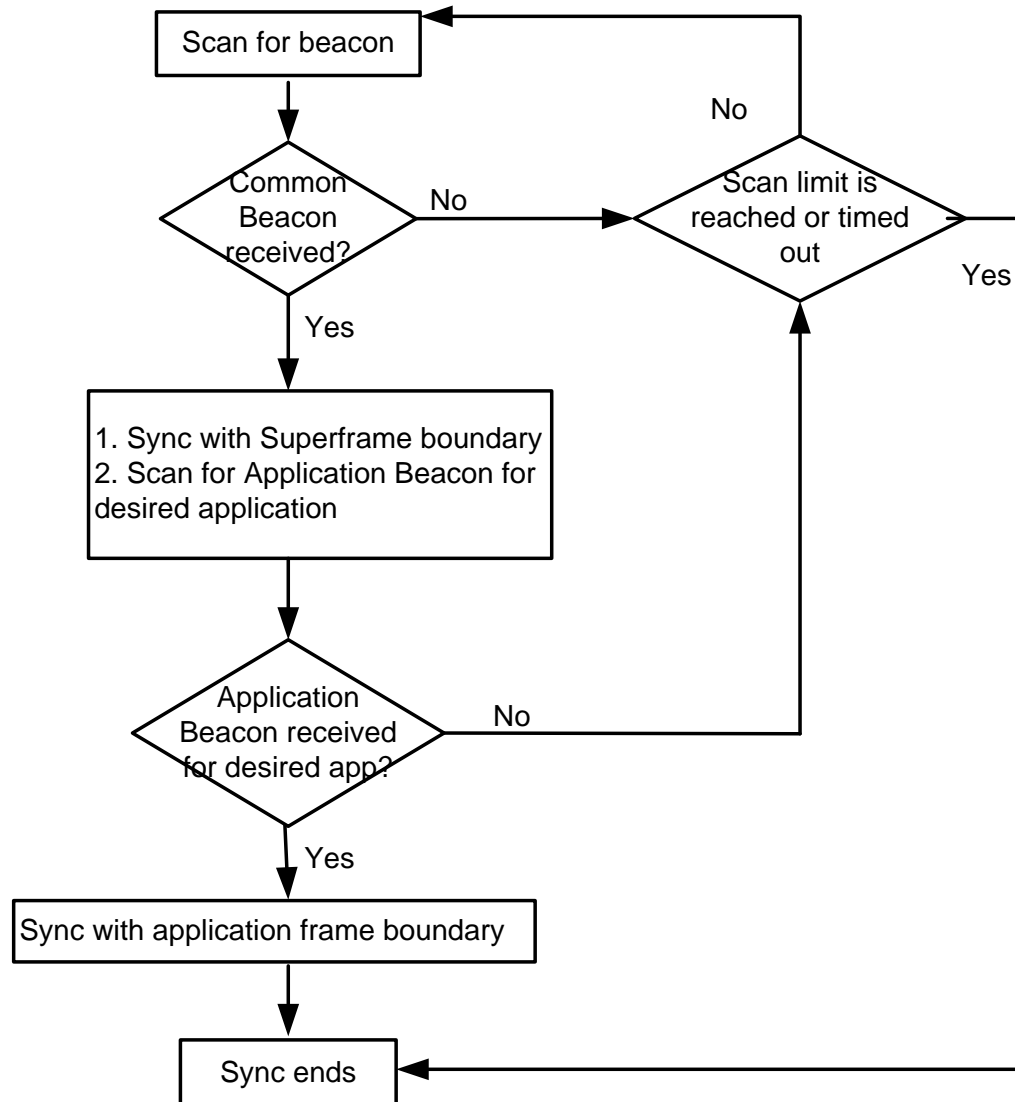 Scan for beacon
No
Common
Beacon
received?
No
Scan limit is
reached or timed
out
Yes
Yes
1. Sync with Superframe boundary
2. Scan for Application Beacon for
desired application
Application
Beacon received
for desired app?
No
Yes
Sync with application frame boundary
Sync ends